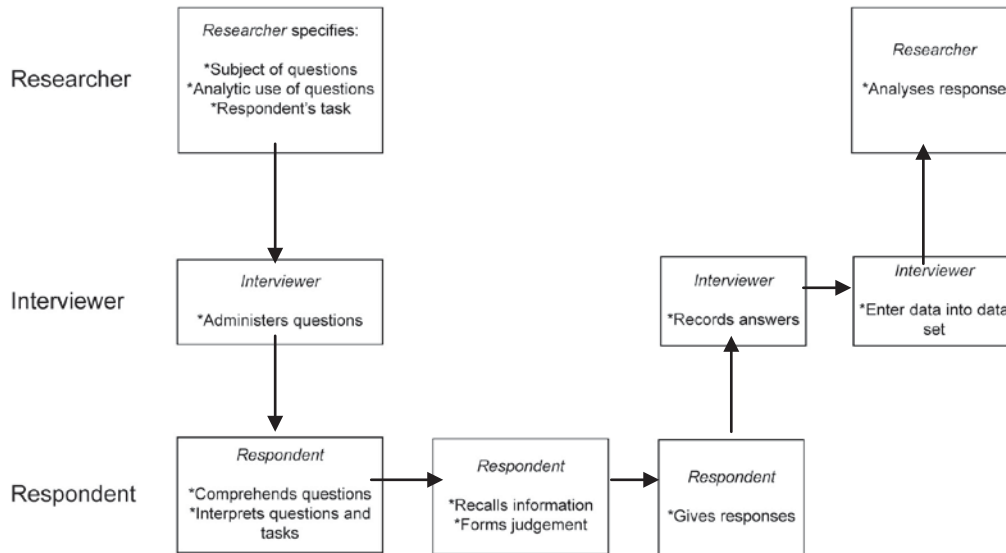 Researcher
Researcher specifies:
*Subject of questions
*Analytic use of questions
*Respondent's task
Researcher
*Analyses response
Interviewer
Interviewer
*Administers questions
Interviewer
*Records answers
Interviewer
*Enter data into data
set
Respondent
Respondent
*Comprehends questions
*Interprets questions and
tasks
Respondent
*Recalls information
*Forms judgement
Respondent
*Gives responses